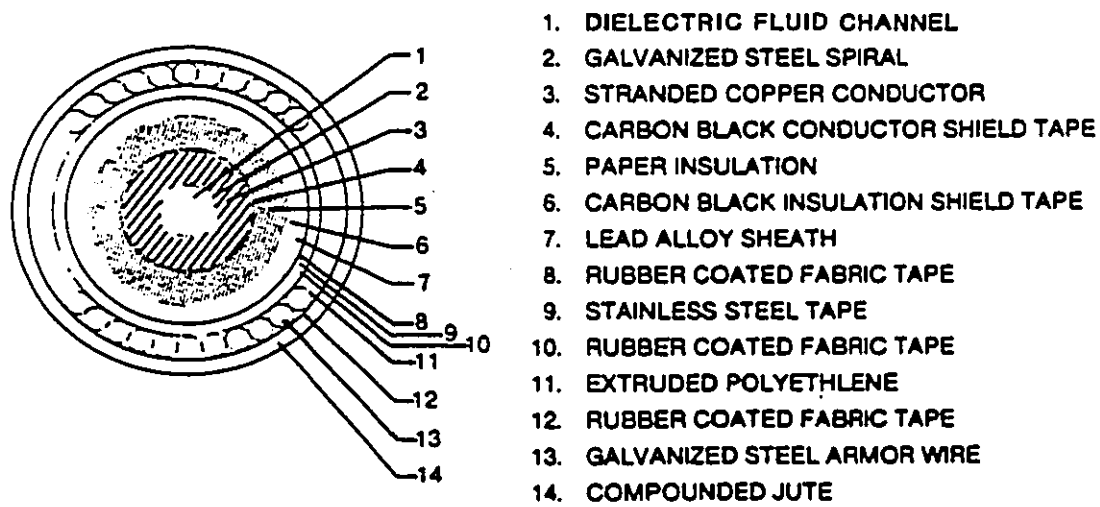 1
2
3
4
5
6
7
8
9
10
11
12
13
14
1. DIELECTRIC FLUID CHANNEL
2. GALVANIZED STEEL SPIRAL
3. STRANDED COPPER CONDUCTOR
4. CARBON BLACK CONDUCTOR SHIELD TAPE
5. PAPER INSULATION
6. CARBON BLACK INSULATION SHIELD TAPE
7. LEAD ALLOY SHEATH
8. RUBBER COATED FABRIC TAPE
9. STAINLESS STEEL TAPE
10. RUBBER COATED FABRIC TAPE
11. EXTRUDED POLYETHLENE
12. RUBBER COATED FABRIC TAPE
13. GALVANIZED STEEL ARMOR WIRE
14. COMPOUNDED JUTE